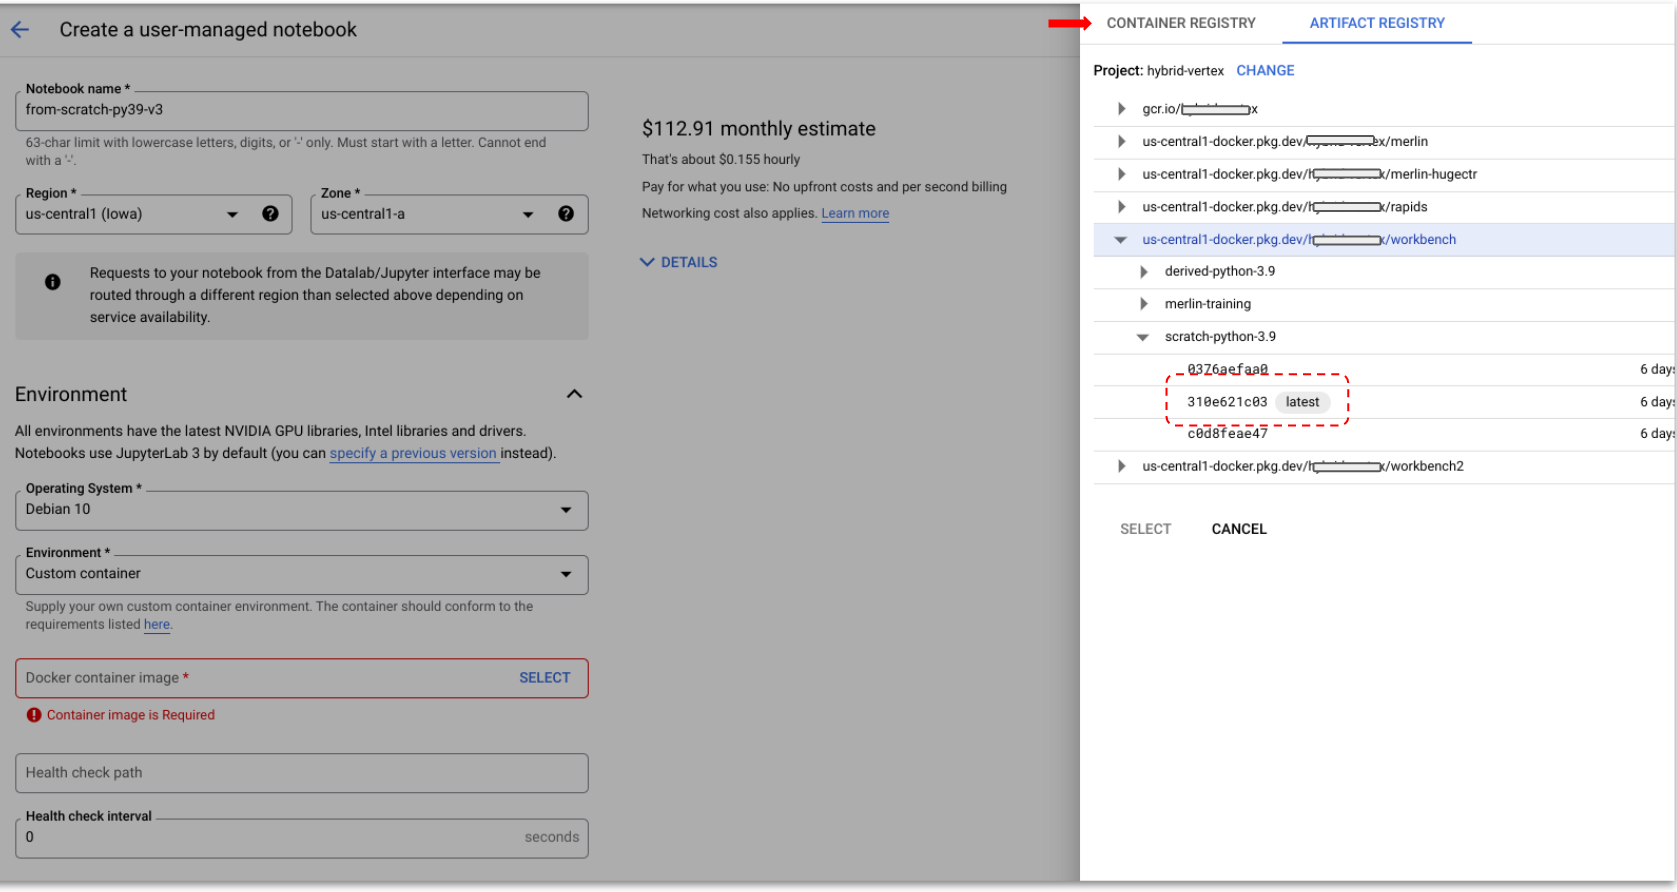 Create a user-managed notebook
Notebook name *
from-scratch-py39-v3
63-char limit with lowercase letters, digits, or '-' only. Must start with a letter. Cannot end
with a '-'.
Region *
us-central1 (Iowa)
Zone *
us-central1-a
Requests to your notebook from the Datalab/Jupyter interface may be
routed through a different region than selected above depending on
service availability.
Environment
All environments have the latest NVIDIA GPU libraries, Intel libraries and drivers.
Notebooks use JupyterLab 3 by default (you can specify a previous version instead).
Operating System *
Debian 10
Environment *
Custom container
Supply your own custom container environment. The container should conform to the
requirements listed here.
Docker container image *
SELECT
Container image is Required
Health check path
Health check interval
0
seconds
$112.91 monthly estimate
That's about $0.155 hourly
Pay for what you use: No upfront costs and per second billing
Networking cost also applies. Learn more
DETAILS
CONTAINER REGISTRY
ARTIFACT REGISTRY
Project: hybrid-vertex CHANGE
gcr.io/
us-central1-docker.pkg.dev/ /merlin
us-central1-docker.pkg.dev/ /merlin-hugectr
us-central1-docker.pkg.dev/ /rapids
us-central1-docker.pkg.dev/ /workbench
derived-python-3.9
merlin-training
scratch-python-3.9
0376aefaa0 6 days
310e621c03 latest 6 days
c0d8feae47 6 days
us-central1-docker.pkg.dev/ /workbench2
SELECT
CANCEL